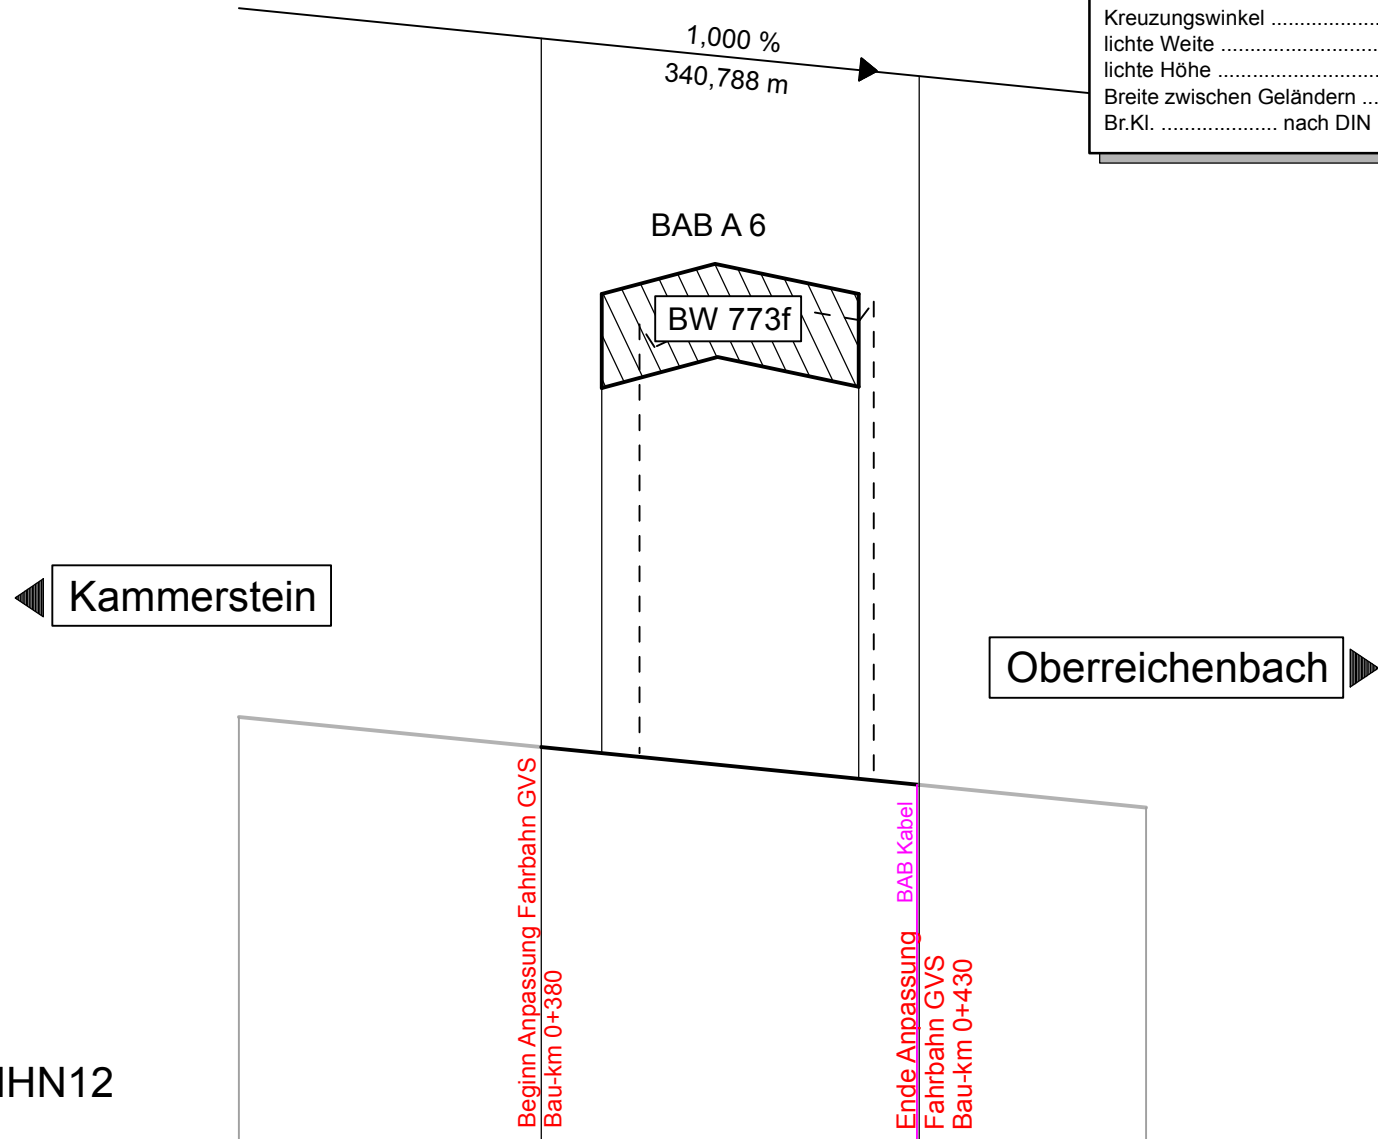 Kreuzungswinkel ..................
lichte Weite ..........................
lichte Höhe ...........................
Breite zwischen Geländern ...
Br.Kl. .................... nach DIN
1,000 %
340,788 m
BAB A 6
BW 773f
Kammerstein
Oberreichenbach
Beginn Anpassung Fahrbahn GVS
Bau-km 0+380
BAB Kabel
Ende Anpassung
Fahrbahn GVS
Bau-km 0+430
HN12